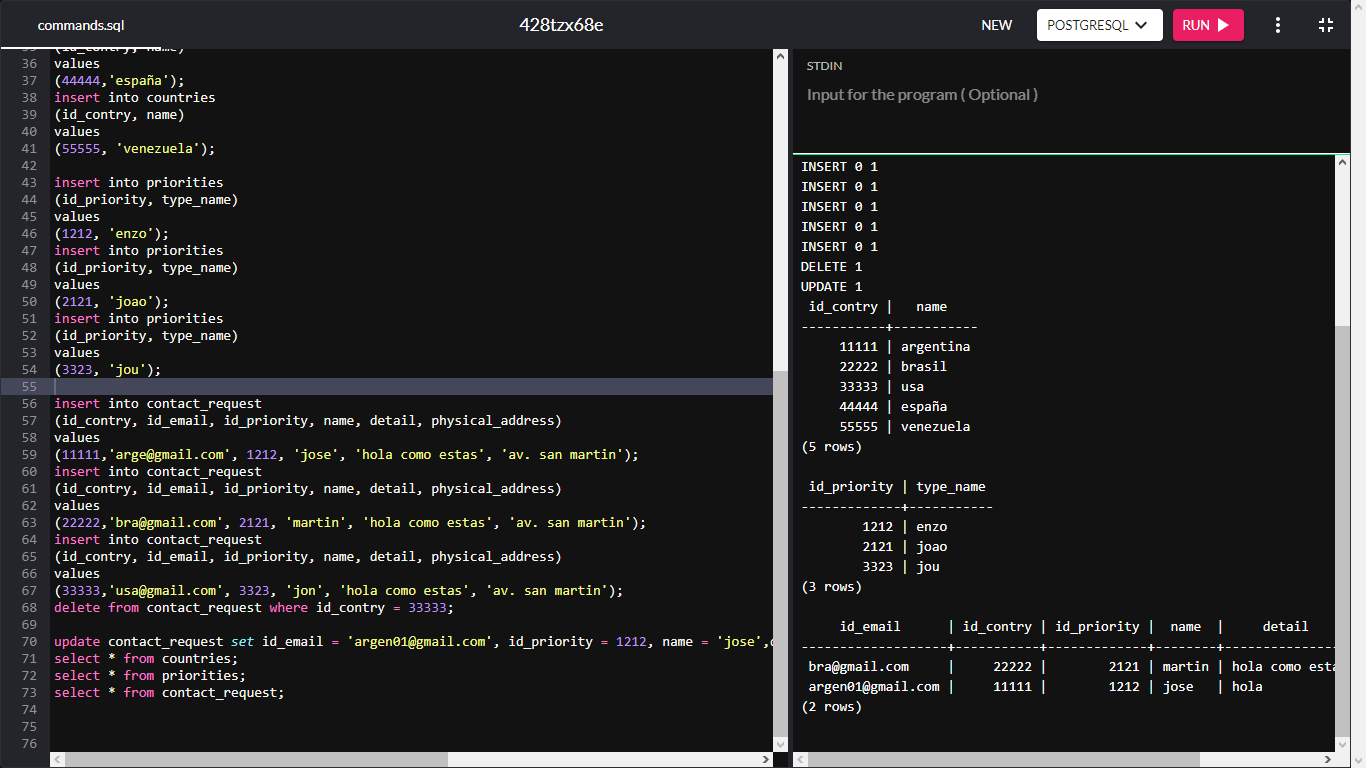 commands.sql
428tzx68e
NEW
POSTGRESQL
RUN
(id_contry, name)
36 values
37 (44444,'españa');
38 insert into countries
39 (id_contry, name)
40 values
41 (55555, 'venezuela');
42
43 insert into priorities
44 (id_priority, type_name)
45 values
46 (1212, 'enzo');
47 insert into priorities
48 (id_priority, type_name)
49 values
50 (2121, 'joao');
51 insert into priorities
52 (id_priority, type_name)
53 values
54 (3323, 'jou');
55
56 insert into contact_request
57 (id_contry, id_email, id_priority, name, detail, physical_address)
58 values
59 (11111,'arge@gmail.com', 1212, 'jose', 'hola como estas', 'av. san martin');
60 insert into contact_request
61 (id_contry, id_email, id_priority, name, detail, physical_address)
62 values
63 (22222,'bra@gmail.com', 2121, 'martin', 'hola como estas', 'av. san martin');
64 insert into contact_request
65 (id_contry, id_email, id_priority, name, detail, physical_address)
66 values
67 (33333,'usa@gmail.com', 3323, 'jon', 'hola como estas', 'av. san martin');
68 delete from contact_request where id_contry = 33333;
69
70 update contact_request set id_email = 'argen01@gmail.com', id_priority = 1212, name = 'jose',
71 select * from countries;
72 select * from priorities;
73 select * from contact_request;
74
75
76
STDIN
Input for the program ( Optional )
INSERT 0 1
INSERT 0 1
INSERT 0 1
INSERT 0 1
INSERT 0 1
DELETE 1
UPDATE 1
id_contry | name
-----------+-----------
11111 | argentina
22222 | brasil
33333 | usa
44444 | españa
55555 | venezuela
(5 rows)
id_priority | type_name
-------------+-----------
1212 | enzo
2121 | joao
3323 | jou
(3 rows)
id_email | id_contry | id_priority | name | detail
-------------------+-----------+-------------+--------+--------------
bra@gmail.com | 22222 | 2121 | martin | hola como esta
argen01@gmail.com | 11111 | 1212 | jose | hola
(2 rows)